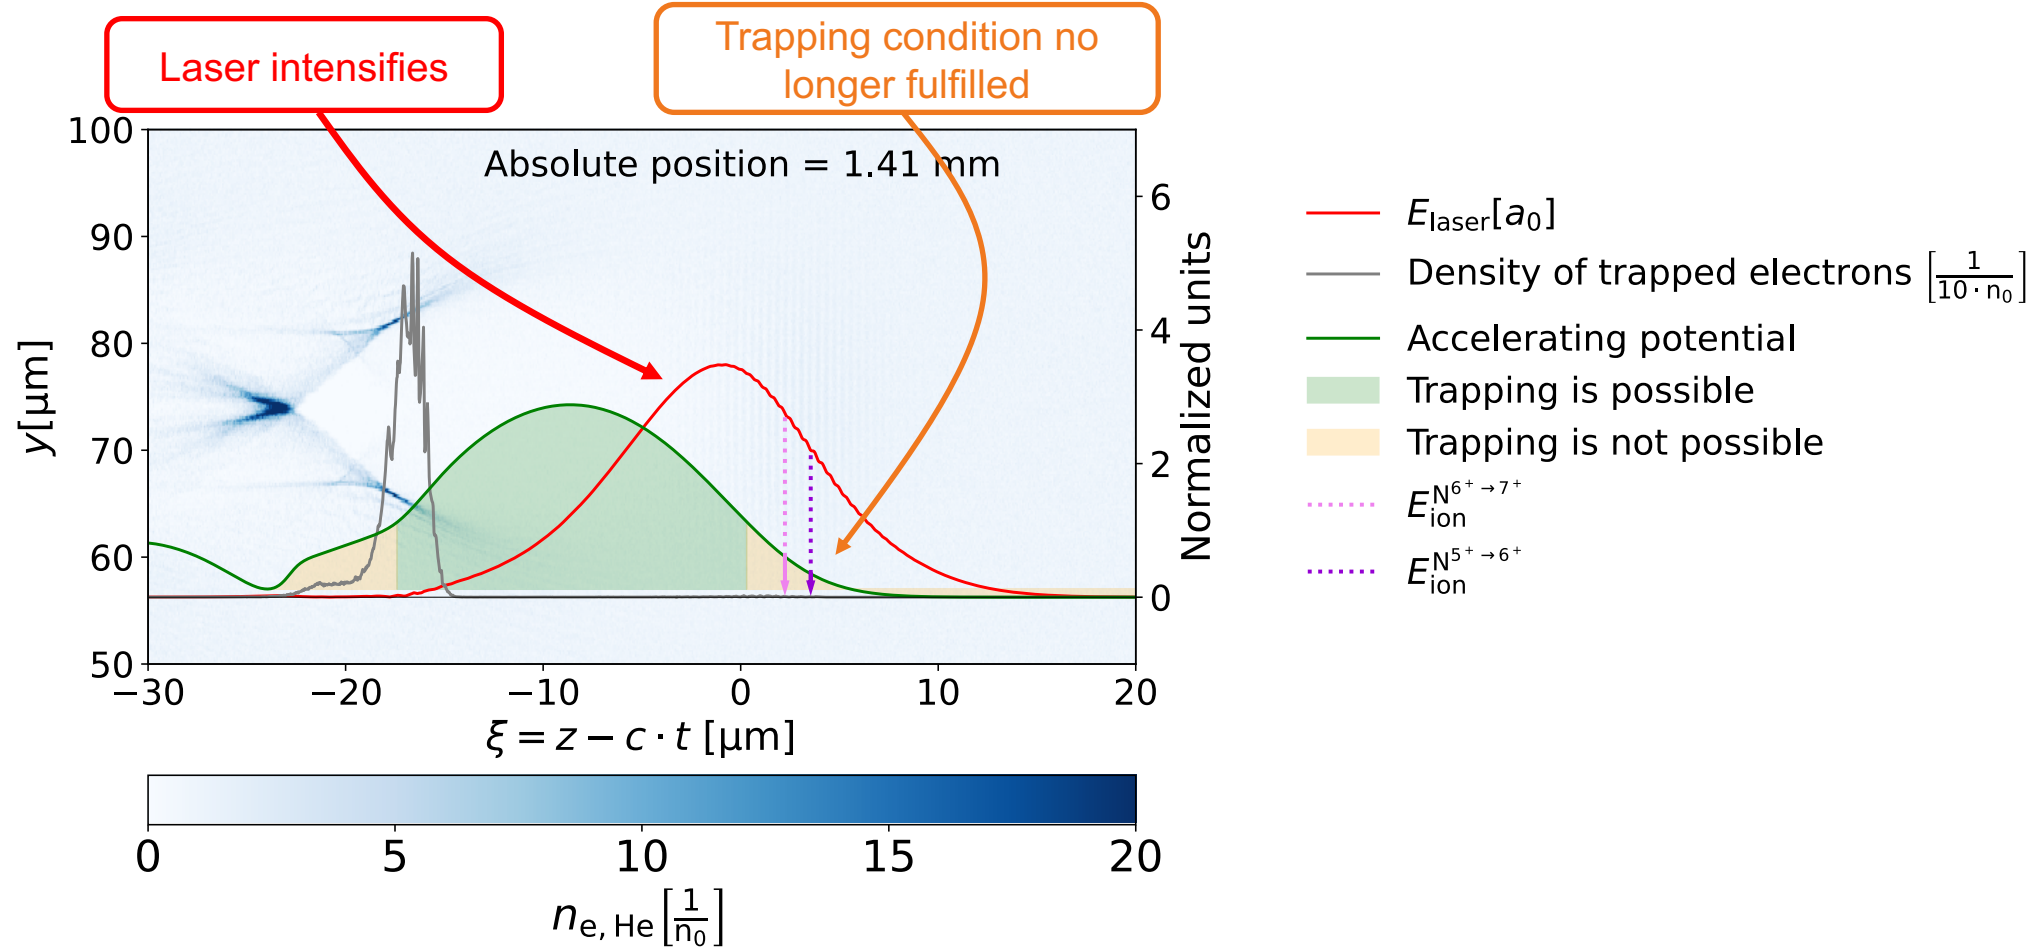 Laser intensifies
Trapping condition no
longer fulfilled
Absolute position = 1.41 mm
100
90
80
70
60
50
y[μm]
−30
−20
−10
0
10
20
ξ = z − c · t [μm]
6
4
2
0
Normalized units
E_laser[a_0]
Density of trapped electrons [1/(10 · n_0)]
Accelerating potential
Trapping is possible
Trapping is not possible
E_ion^{N^{6+ → 7+}}
E_ion^{N^{5+ → 6+}}
0
5
10
15
20
n_{e, He} [1/n_0]